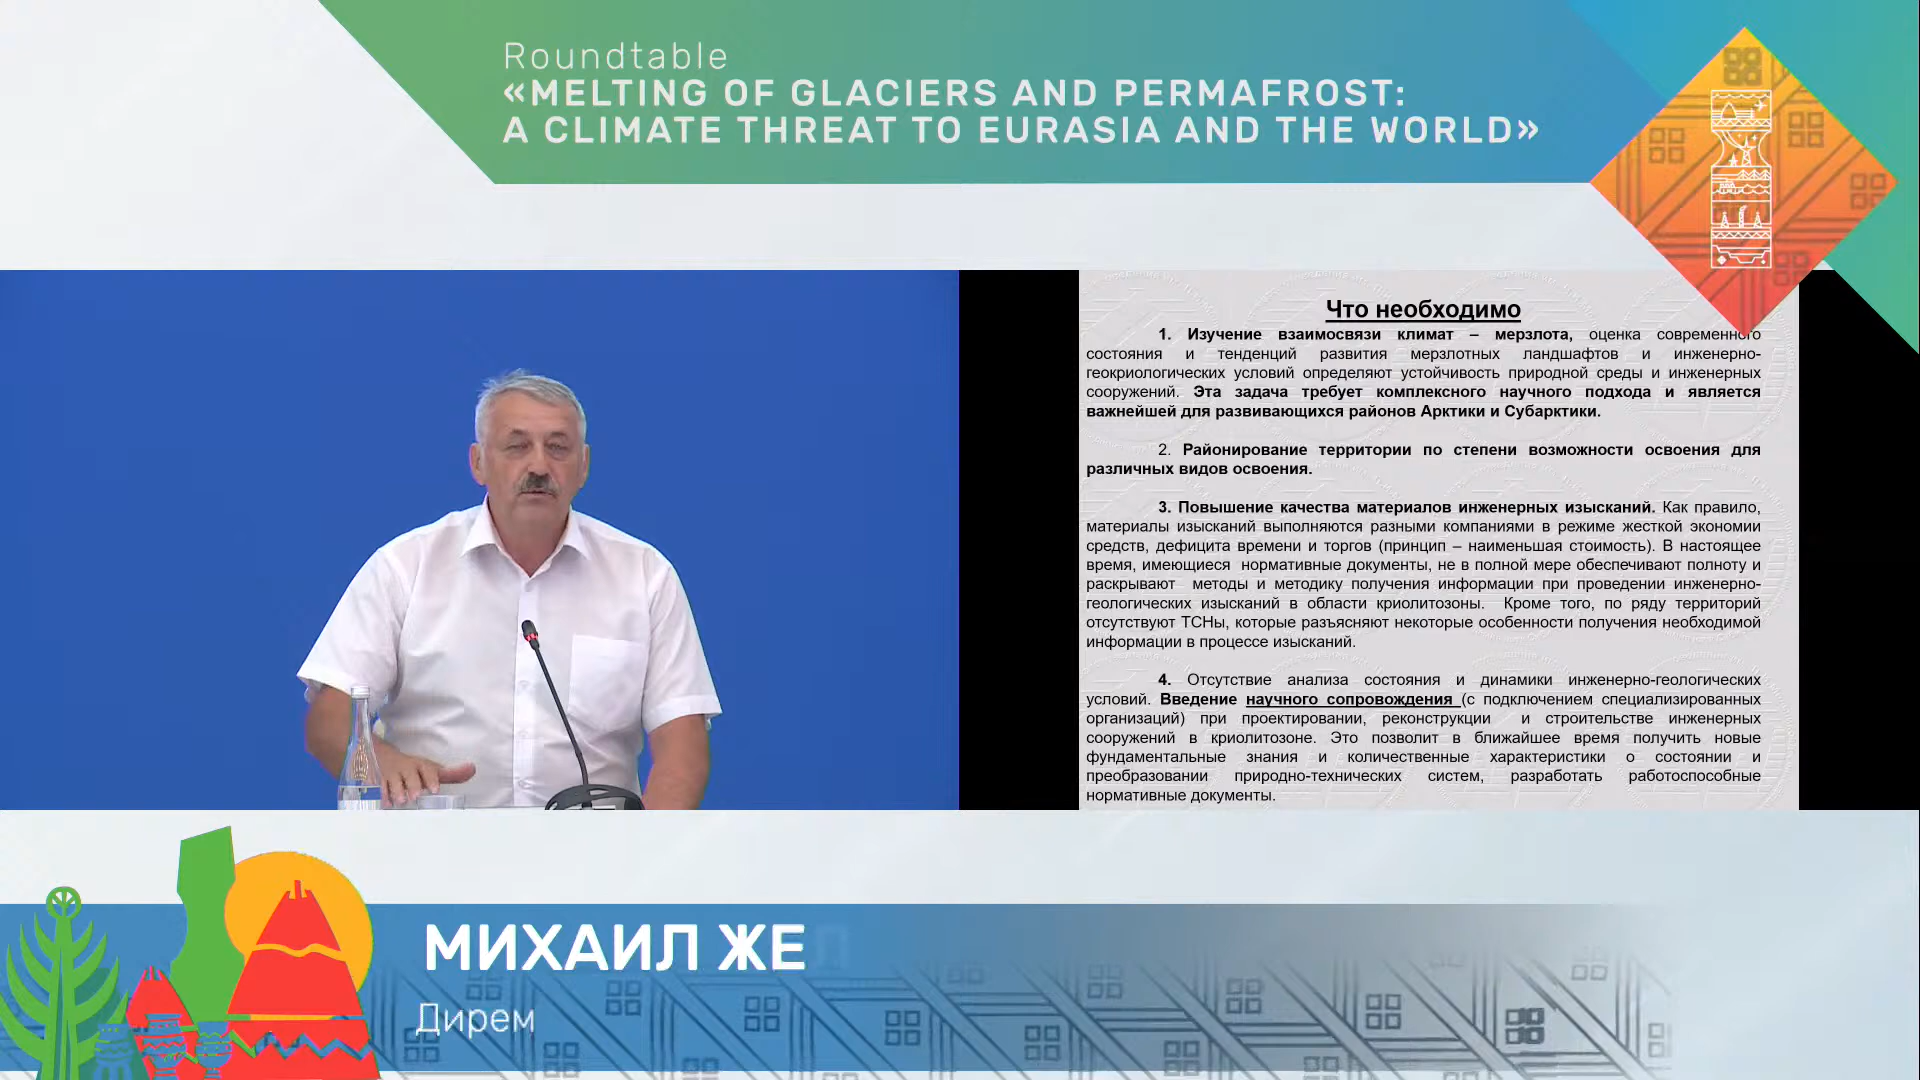 Roundtable
«MELTING OF GLACIERS AND PERMAFROST:
A CLIMATE THREAT TO EURASIA AND THE WORLD»
Что необходимо
1. Изучение взаимосвязи климат – мерзлота, оценка современного
состояния и тенденций развития мерзлотных ландшафтов и инженерно-
геокриологических условий определяют устойчивость природной среды и инженерных
сооружений. Эта задача требует комплексного научного подхода и является
важнейшей для развивающихся районов Арктики и Субарктики.
2. Районирование территории по степени возможности освоения для
различных видов освоения.
3. Повышение качества материалов инженерных изысканий. Как правило,
материалы изысканий выполняются разными компаниями в режиме жесткой экономии
средств, дефицита времени и торгов (принцип – наименьшая стоимость). В настоящее
время, имеющиеся нормативные документы, не в полной мере обеспечивают полноту и
раскрывают методы и методику получения информации при проведении инженерно-
геологических изысканий в области криолитозоны. Кроме того, по ряду территорий
отсутствуют ТСНы, которые разъясняют некоторые особенности получения необходимой
информации в процессе изысканий.
4. Отсутствие анализа состояния и динамики инженерно-геологических
условий. Введение научного сопровождения (с подключением специализированных
организаций) при проектировании, реконструкции и строительстве инженерных
сооружений в криолитозоне. Это позволит в ближайшее время получить новые
фундаментальные знания и количественные характеристики о состоянии и
преобразовании природно-технических систем, разработать работоспособные
нормативные документы.
МИХАИЛ ЖЕ
Дирем